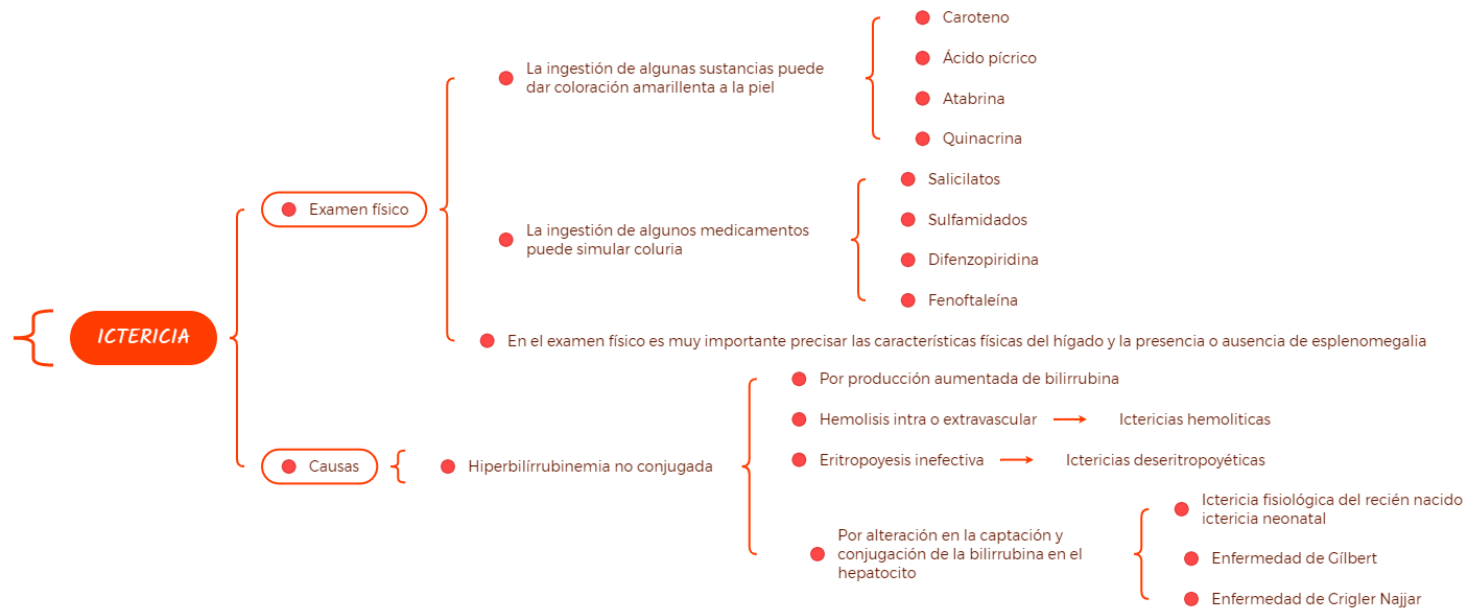 ICTERICIA
Examen físico
La ingestión de algunas sustancias puede
dar coloración amarillenta a la piel
Caroteno
Ácido pícrico
Atabrina
Quinacrina
La ingestión de algunos medicamentos
puede simular coluria
Salicilatos
Sulfamidados
Difenzopiridina
Fenoftaleína
En el examen físico es muy importante precisar las características físicas del hígado y la presencia o ausencia de esplenomegalia
Causas
Hiperbilírrubinemia no conjugada
Por producción aumentada de bilirrubina
Hemolisis intra o extravascular → Ictericias hemoliticas
Eritropoyesis inefectiva → Ictericias deseritropoyéticas
Por alteración en la captación y
conjugación de la bilirrubina en el
hepatocito
Ictericia fisiológica del recién nacido
ictericia neonatal
Enfermedad de Gílbert
Enfermedad de Crigler Najjar